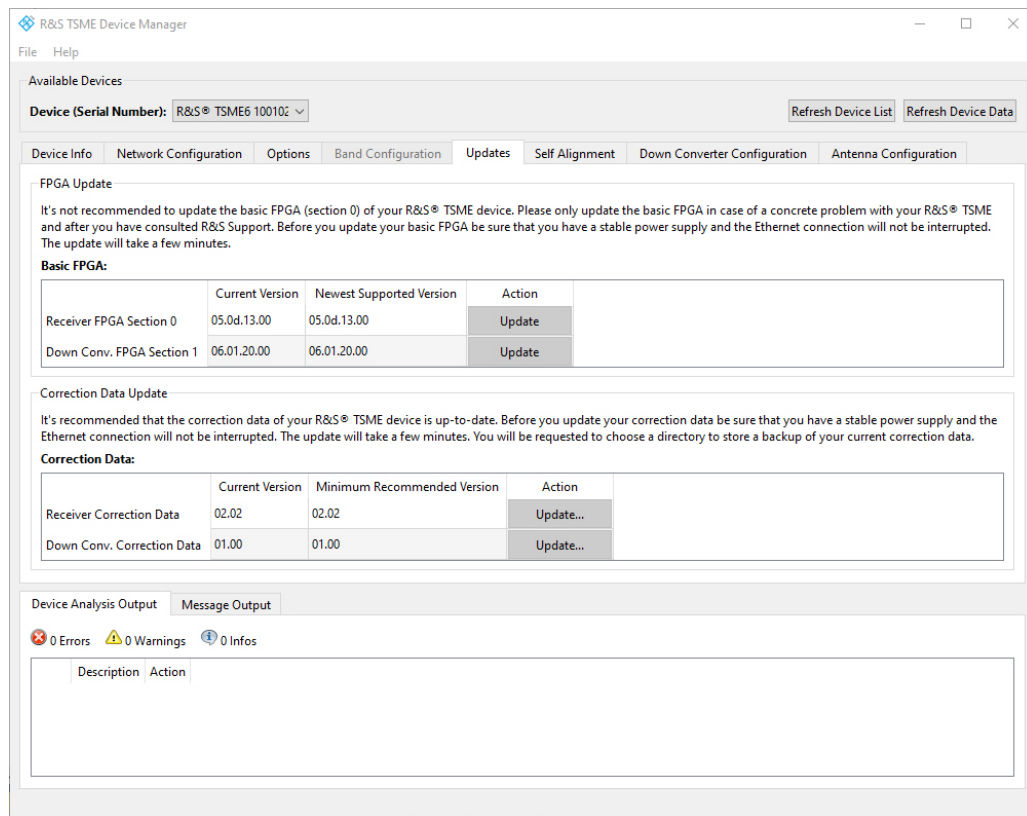 R&S TSME Device Manager
File Help
Available Devices
Device (Serial Number): R&S® TSME6 100102 Refresh Device List Refresh Device Data
Device Info Network Configuration Options Band Configuration Updates Self Alignment Down Converter Configuration Antenna Configuration
FPGA Update
It's not recommended to update the basic FPGA (section 0) of your R&S® TSME device. Please only update the basic FPGA in case of a concrete problem with your R&S® TSME
and after you have consulted R&S Support. Before you update your basic FPGA be sure that you have a stable power supply and the Ethernet connection will not be interrupted.
The update will take a few minutes.
Basic FPGA:
Current Version Newest Supported Version Action
Receiver FPGA Section 0 05.0d.13.00 05.0d.13.00 Update
Down Conv. FPGA Section 1 06.01.20.00 06.01.20.00 Update
Correction Data Update
It's recommended that the correction data of your R&S® TSME device is up-to-date. Before you update your correction data be sure that you have a stable power supply and the
Ethernet connection will not be interrupted. The update will take a few minutes. You will be requested to choose a directory to store a backup of your current correction data.
Correction Data:
Current Version Minimum Recommended Version Action
Receiver Correction Data 02.02 02.02 Update...
Down Conv. Correction Data 01.00 01.00 Update...
Device Analysis Output Message Output
0 Errors 0 Warnings 0 Infos
Description Action